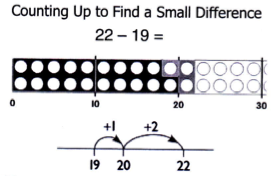 Counting Up to Find a Small Difference
22 – 19 =
0 10 20 30
+1 +2
19 20 22